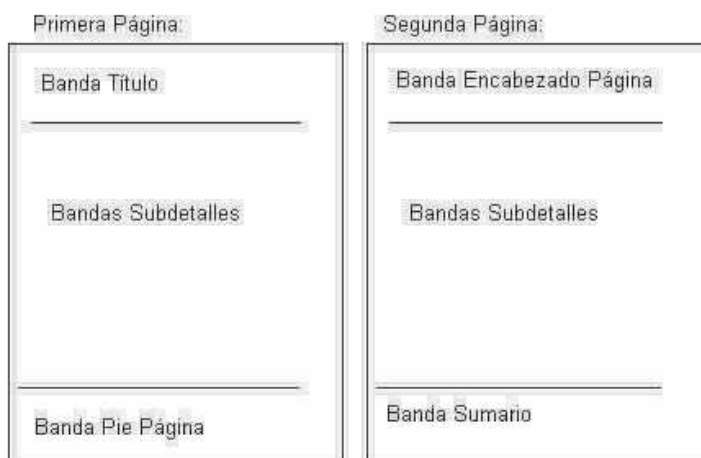 Primera Página:
Banda Título
Bandas Subdetalles
Banda Pie Página
Segunda Página:
Banda Encabezado Página
Bandas Subdetalles
Banda Sumario